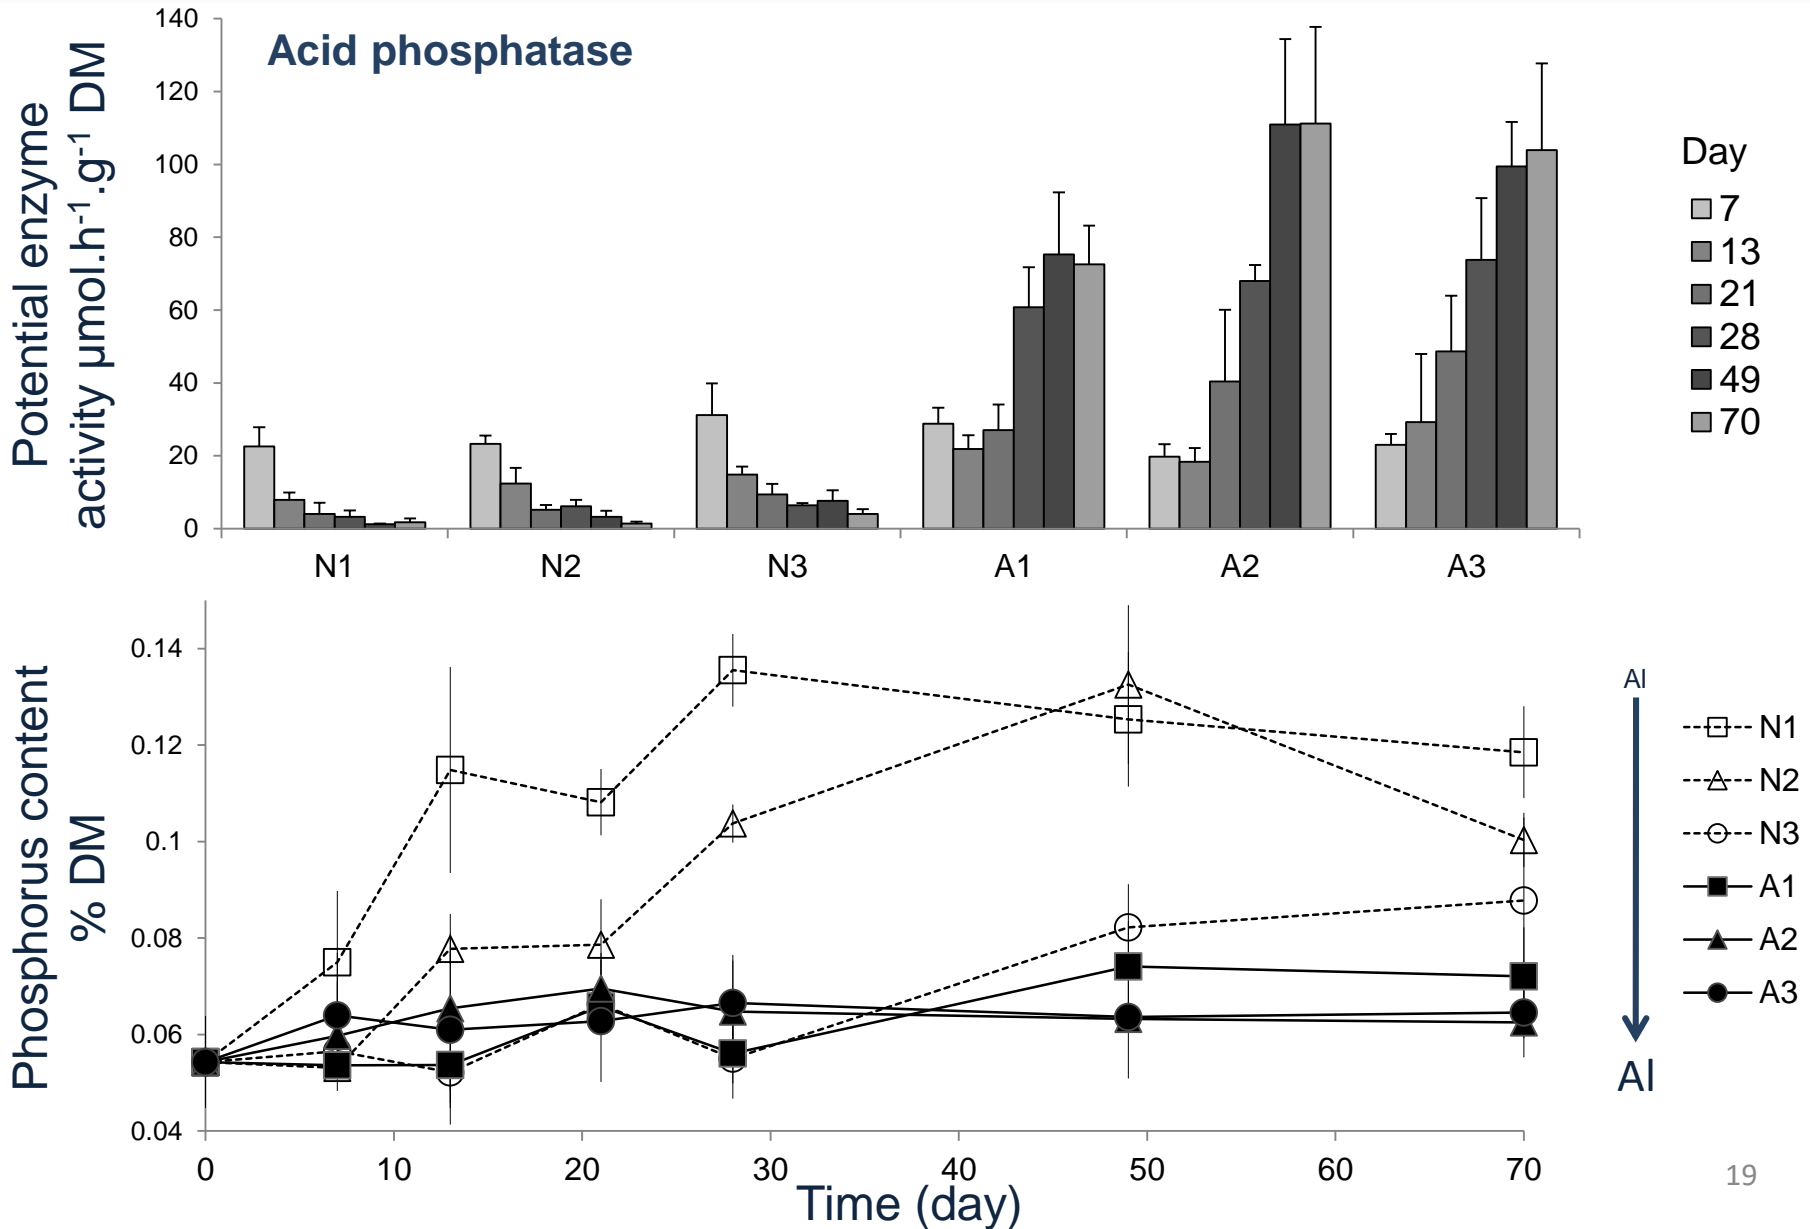 Acid phosphatase
Potential enzyme
activity µmol.h-1.g-1 DM
140
120
100
80
60
40
20
0
N1 N2 N3 A1 A2 A3
Day
7
13
21
28
49
70
Phosphorus content
% DM
0.14
0.12
0.1
0.08
0.06
0.04
0 10 20 30 40 50 60 70
Time (day)
Al
Al
N1
N2
N3
A1
A2
A3
19